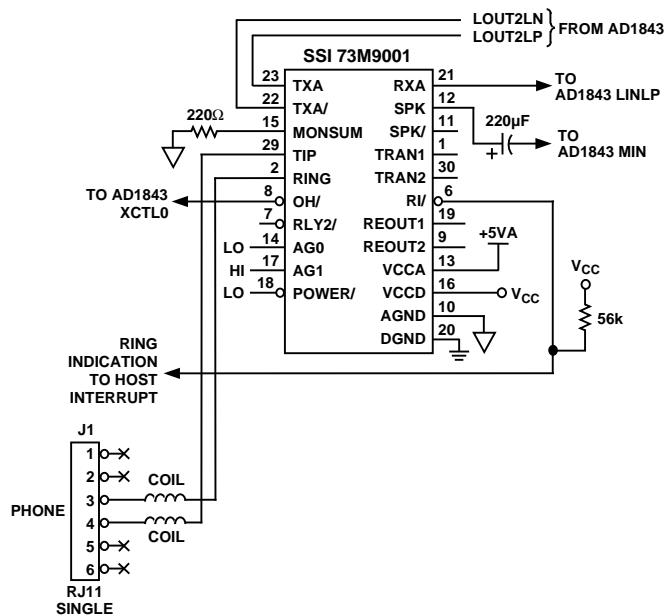 LOUT2LN
LOUT2LP
FROM AD1843
SSI 73M9001
23 TXA RXA 21
TO
AD1843 LINLP
22 TXA/ SPK 12
220Ω
15 MONSUM SPK/ 11
220µF
+
TO
AD1843 MIN
29 TIP TRAN1 1
2 RING TRAN2 30
TO AD1843
XCTL0
8 OH/ RI/ 6
7 RLY2/ REOUT1 19
LO 14 AG0 REOUT2 9
+5VA
HI 17 AG1 VCCA 13
LO 18 POWER/ VCCD 16
VCC
AGND 10
DGND 20
VCC
56k
RING
INDICATION
TO HOST
INTERRUPT
J1
1
2
3
COIL
PHONE
4
COIL
5
6
RJ11
SINGLE